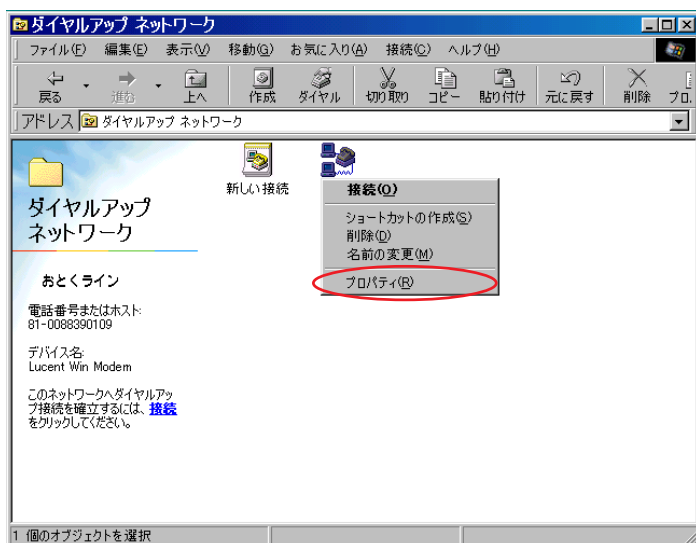 ダイヤルアップ ネットワーク
ファイル(F) 編集(E) 表示(V) 移動(G) お気に入り(A) 接続(C) ヘルプ(H)
戻る 進む 上へ 作成 ダイヤル 切り取り コピー 貼り付け 元に戻す 削除 プロ
アドレス ダイヤルアップ ネットワーク
新しい接続
接続(O)
ショートカットの作成(S)
削除(D)
名前の変更(M)
プロパティ(R)
ダイヤルアップ
ネットワーク
おとくライン
電話番号またはホスト:
81-0088390109
デバイス名:
Lucent Win Modem
このネットワークへダイヤルアッ
プ接続を確立するには、接続
をクリックしてください。
1 個のオブジェクトを選択